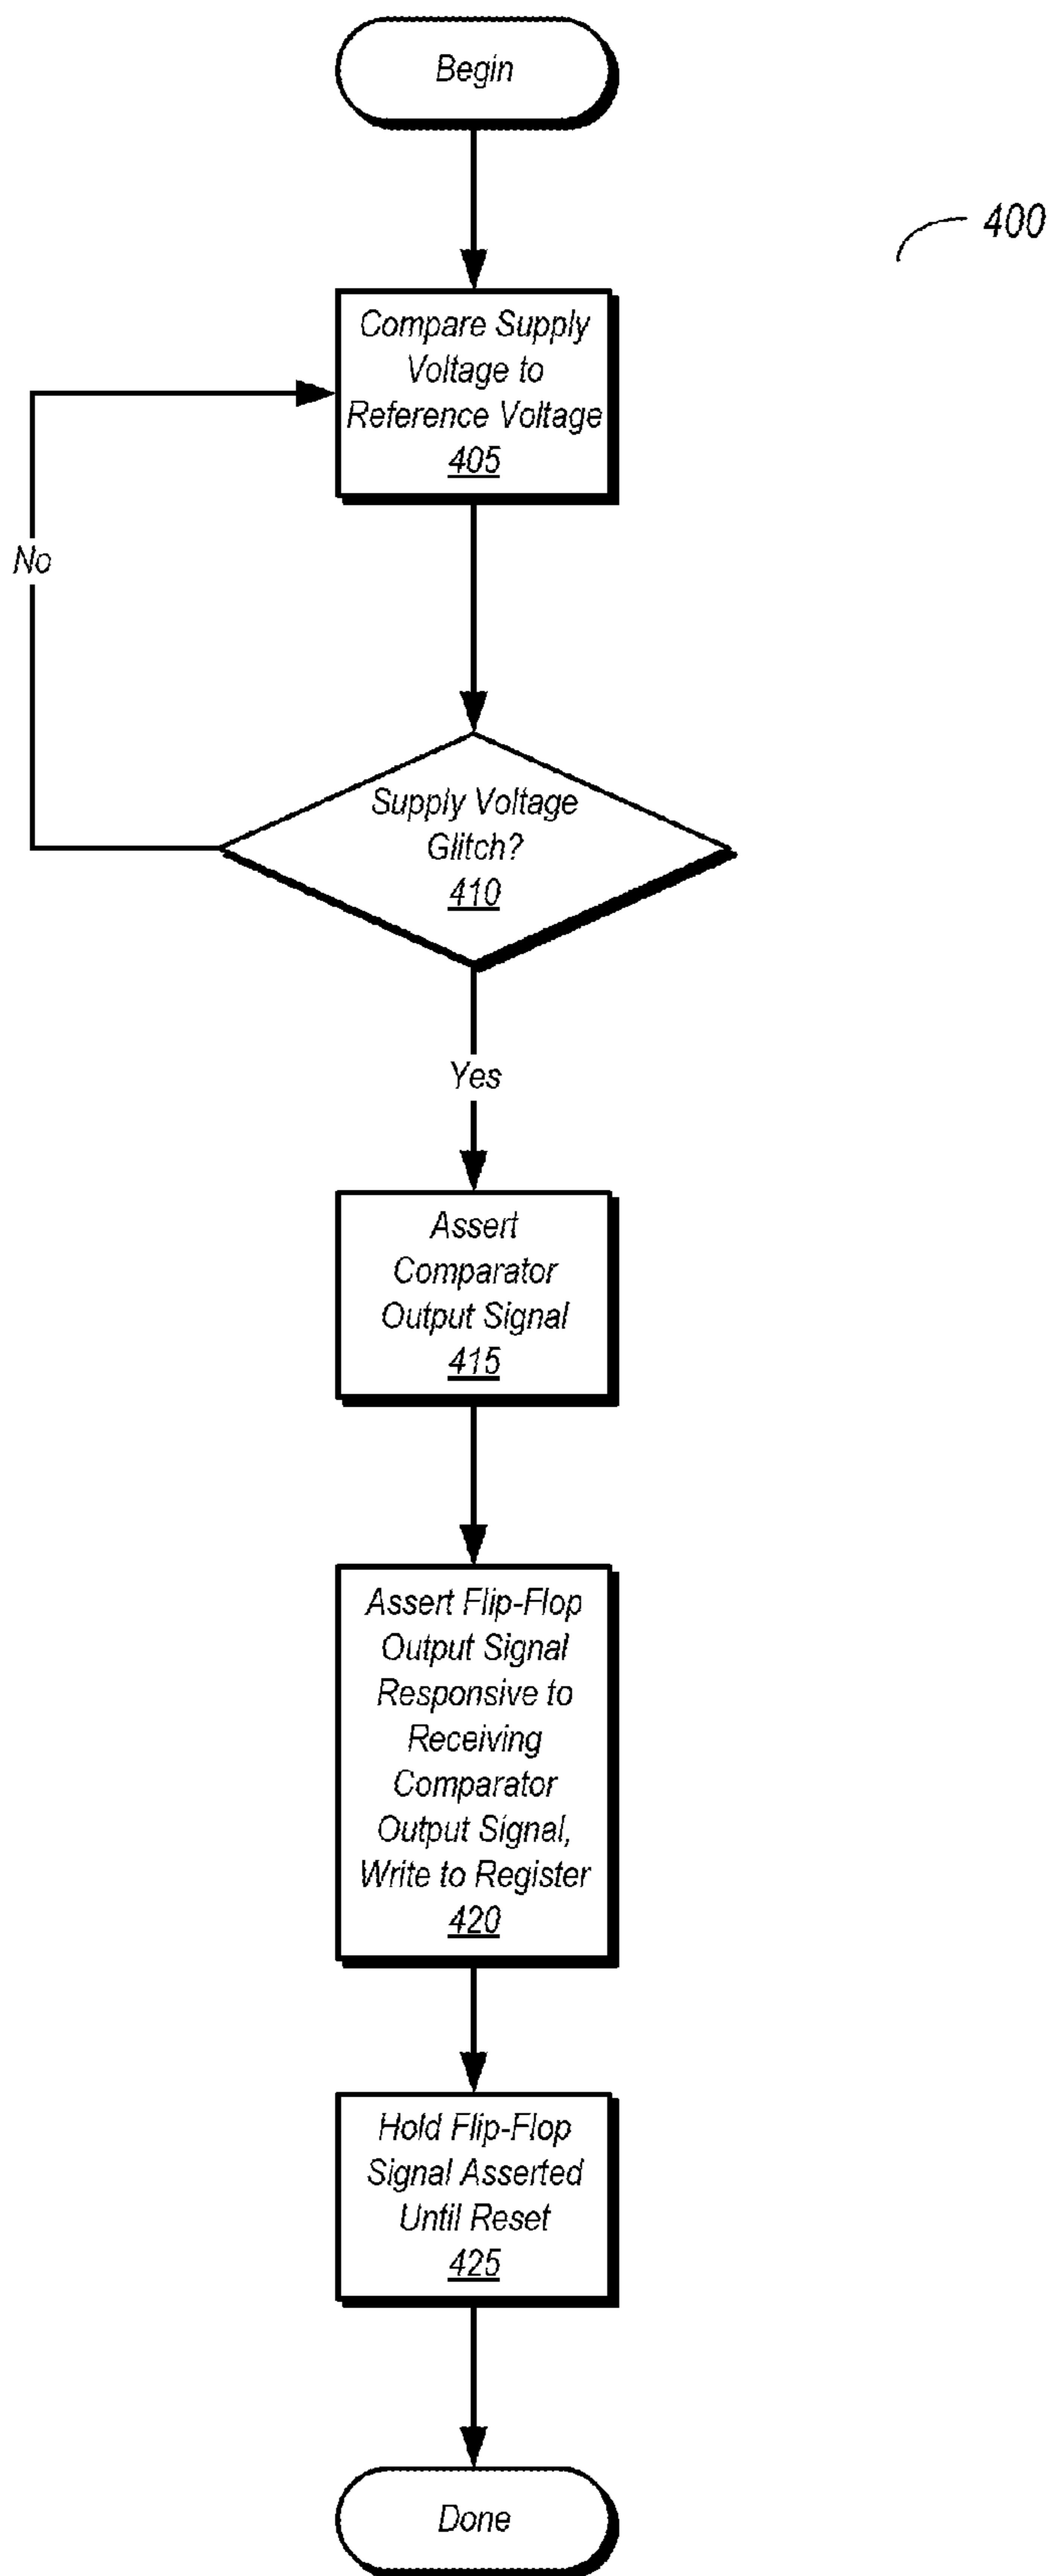 Begin
400
Compare Supply
Voltage to
Reference Voltage
405
No
Supply Voltage
Glitch?
410
Yes
Assert
Comparator
Output Signal
415
Assert Flip-Flop
Output Signal
Responsive to
Receiving
Comparator
Output Signal,
Write to Register
420
Hold Flip-Flop
Signal Asserted
Until Reset
425
Done